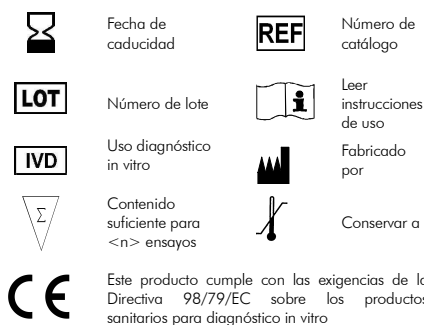 Fecha de
caducidad
REF
Número de
catálogo
LOT
Número de lote
i
Leer
instrucciones
de uso
IVD
Uso diagnóstico
in vitro
Fabricado
por
Σ
Contenido
suficiente para
<n> ensayos
Conservar a
CE
Este producto cumple con las exigencias de la
Directiva 98/79/EC sobre los productos
sanitarios para diagnóstico in vitro